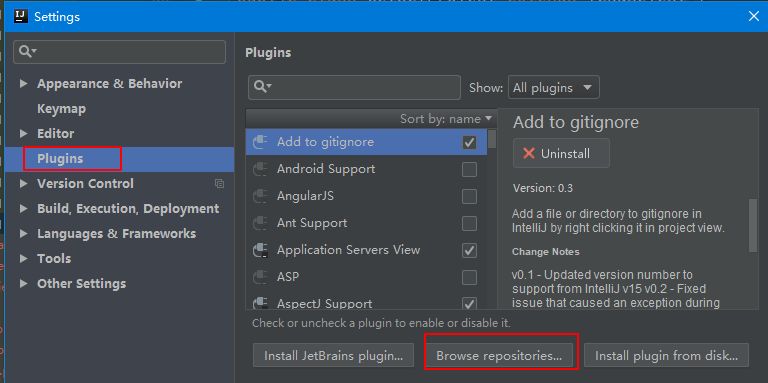 IJ Settings
Plugins
Show: All plugins
Appearance & Behavior
Keymap
Editor
Plugins
Version Control
Build, Execution, Deployment
Languages & Frameworks
Tools
Other Settings
Sort by: name
Add to gitignore
Android Support
AngularJS
Ant Support
Application Servers View
ASP
AspectJ Support
Add to gitignore
Uninstall
Version: 0.3
Add a file or directory to gitignore in
IntelliJ by right clicking it in project view.
Change Notes
v0.1 - Updated version number to
support from IntelliJ v15 v0.2 - Fixed
issue that caused an exception during
Check or uncheck a plugin to enable or disable it.
Install JetBrains plugin...
Browse repositories...
Install plugin from disk...